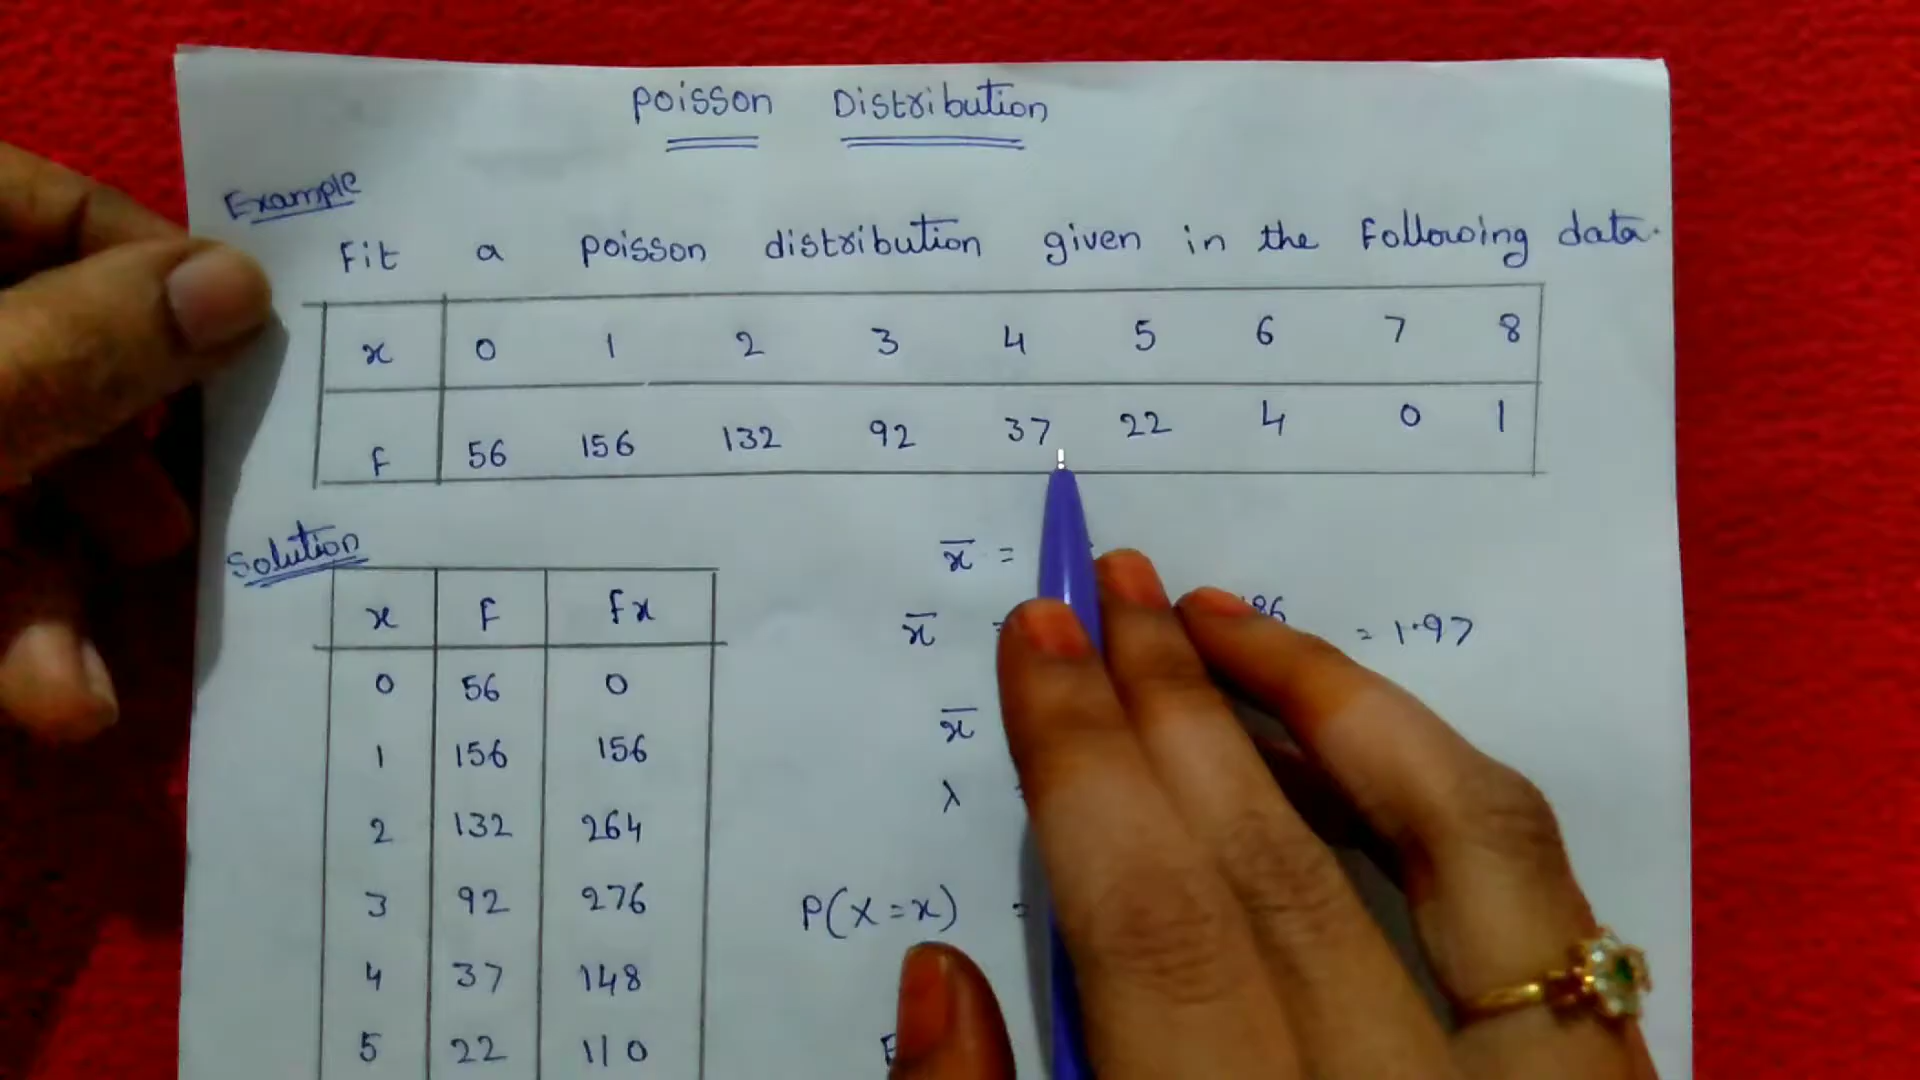 Poisson Distribution
Example
Fit a poisson distribution given in the following data.
x 0 1 2 3 4 5 6 7 8
F 56 156 132 92 37 22 4 0 1
Solution
x F Fx
0 56 0
1 156 156
2 132 264
3 92 276
4 37 148
5 22 110
x̄ =
x̄ = 86 = 1.97
x̄
λ
P(X=x) =